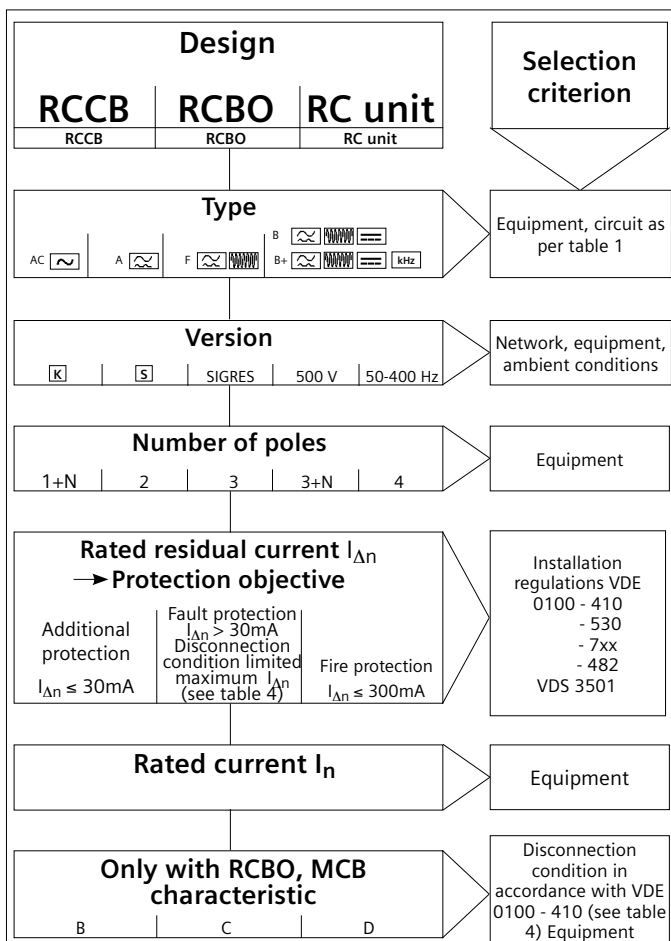 Design
Selection criterion
RCCB RCBO RC unit
RCCB RCBO RC unit
Type
AC A F B B+ kHz
Equipment, circuit as
per table 1
Version
K S SIGRES 500 V 50-400 Hz
Network, equipment,
ambient conditions
Number of poles
1+N 2 3 3+N 4
Equipment
Rated residual current IΔn
→ Protection objective
Additional
protection
IΔn ≤ 30mA
Fault protection
IΔn > 30mA
Disconnection
condition limited
maximum IΔn
(see table 4)
Fire protection
IΔn ≤ 300mA
Installation
regulations VDE
0100 - 410
- 530
- 7xx
- 482
VDS 3501
Rated current In
Equipment
Only with RCBO, MCB
characteristic
B C D
Disconnection
condition in
accordance with VDE
0100 - 410 (see table
4) Equipment